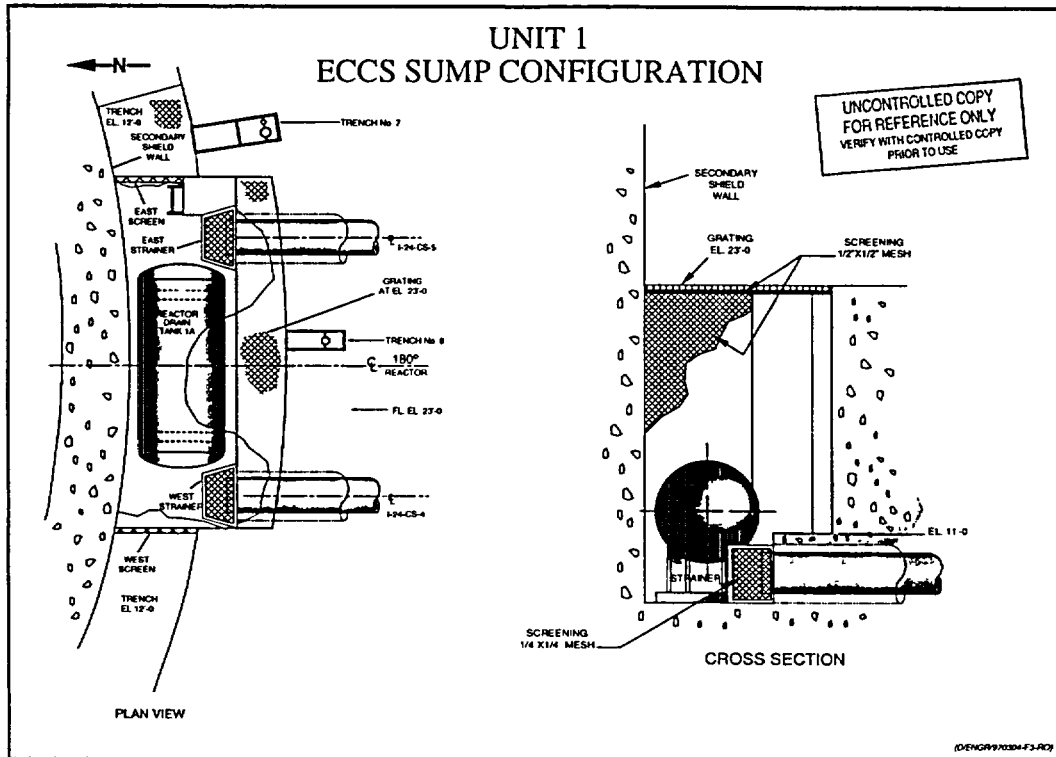 UNIT 1
ECCS SUMP CONFIGURATION
N
UNCONTROLLED COPY
FOR REFERENCE ONLY
VERIFY WITH CONTROLLED COPY
PRIOR TO USE
TRENCH
EL. 12'-0
SECONDARY
SHIELD
WALL
TRENCH No 7
EAST
SCREEN
EAST
STRAINER
I-24-CS-5
GRATING
AT EL 23'-0
REACTOR
DRAIN
TANK 1A
TRENCH No 8
180°
REACTOR
FL. EL 23'-0
WEST
STRAINER
I-24-CS-4
WEST
SCREEN
TRENCH
EL 12'-0
PLAN VIEW
SECONDARY
SHIELD
WALL
GRATING
EL. 23'-0
SCREENING
1/2"X1/2" MESH
EL. 11'-0
STRAINER
SCREENING
1/4 X1/4 MESH
CROSS SECTION